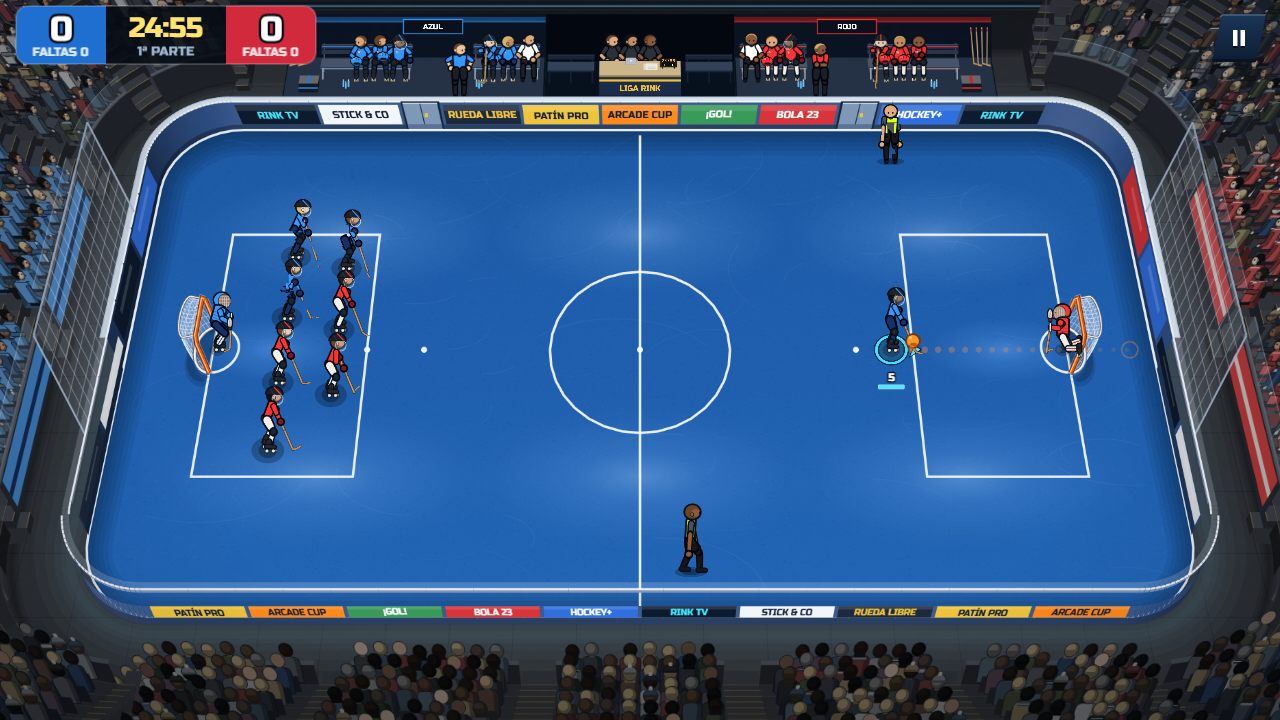 0
FALTAS 0
24:55
1ª PARTE
0
FALTAS 0
AZUL
ROJO
LIGA RINK
RINK TV
STICK & CO
RUEDA LIBRE
PATÍN PRO
ARCADE CUP
¡GOL!
BOLA 23
HOCKEY+
RINK TV
5
PATÍN PRO
ARCADE CUP
¡GOL!
BOLA 23
HOCKEY+
RINK TV
STICK & CO
RUEDA LIBRE
PATÍN PRO
ARCADE CUP